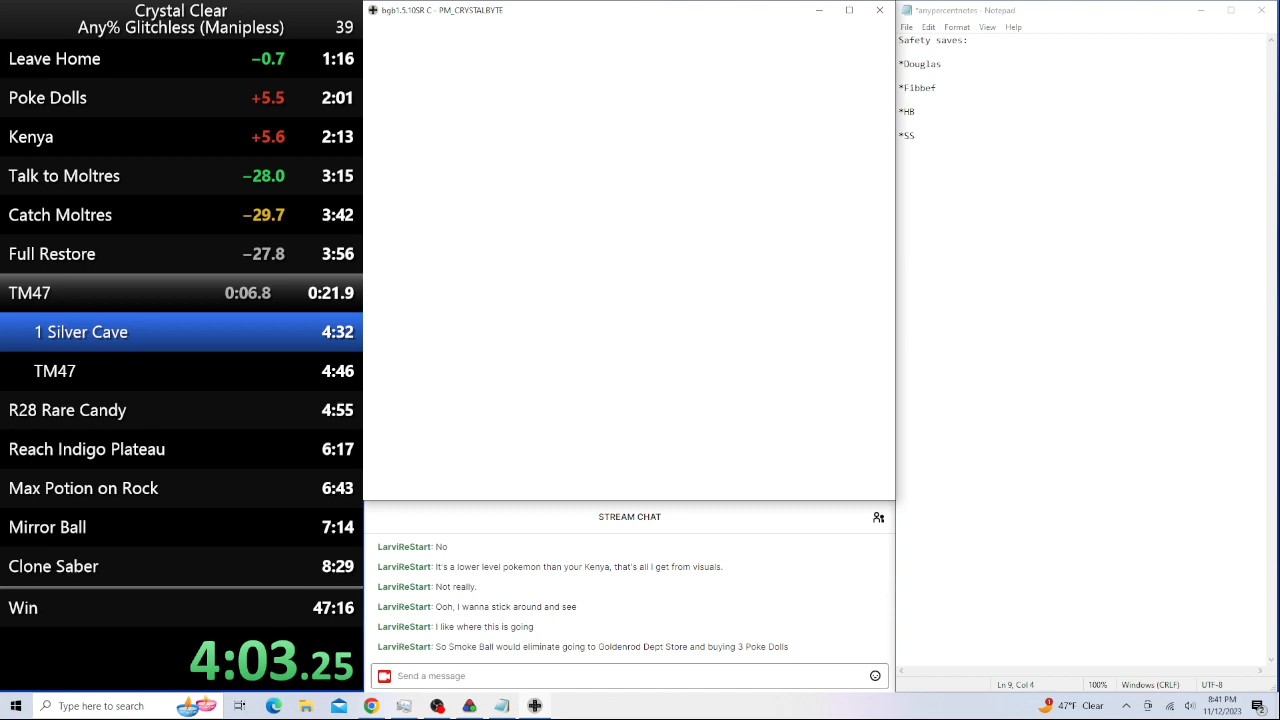 Crystal Clear
Any% Glitchless (Manipless) 39
Leave Home −0.7 1:16
Poke Dolls +5.5 2:01
Kenya +5.6 2:13
Talk to Moltres −28.0 3:15
Catch Moltres −29.7 3:42
Full Restore −27.8 3:56
TM47 0:06.8 0:21.9
1 Silver Cave 4:32
TM47 4:46
R28 Rare Candy 4:55
Reach Indigo Plateau 6:17
Max Potion on Rock 6:43
Mirror Ball 7:14
Clone Saber 8:29
Win 47:16
4:03.25
bgb1.5.10SR C - PM_CRYSTALBYTE
STREAM CHAT
LarviReStart: No
LarviReStart: It's a lower level pokemon than your Kenya, that's all I get from visuals.
LarviReStart: Not really.
LarviReStart: Ooh, I wanna stick around and see
LarviReStart: I like where this is going
LarviReStart: So Smoke Ball would eliminate going to Goldenrod Dept Store and buying 3 Poke Dolls
Send a message
*anypercentnotes - Notepad
File Edit Format View Help
Safety saves:
*Douglas
*Fibbef
*HB
*SS
Ln 9, Col 4 100% Windows (CRLF) UTF-8
Type here to search
47°F Clear
8:41 PM
11/12/2023
2